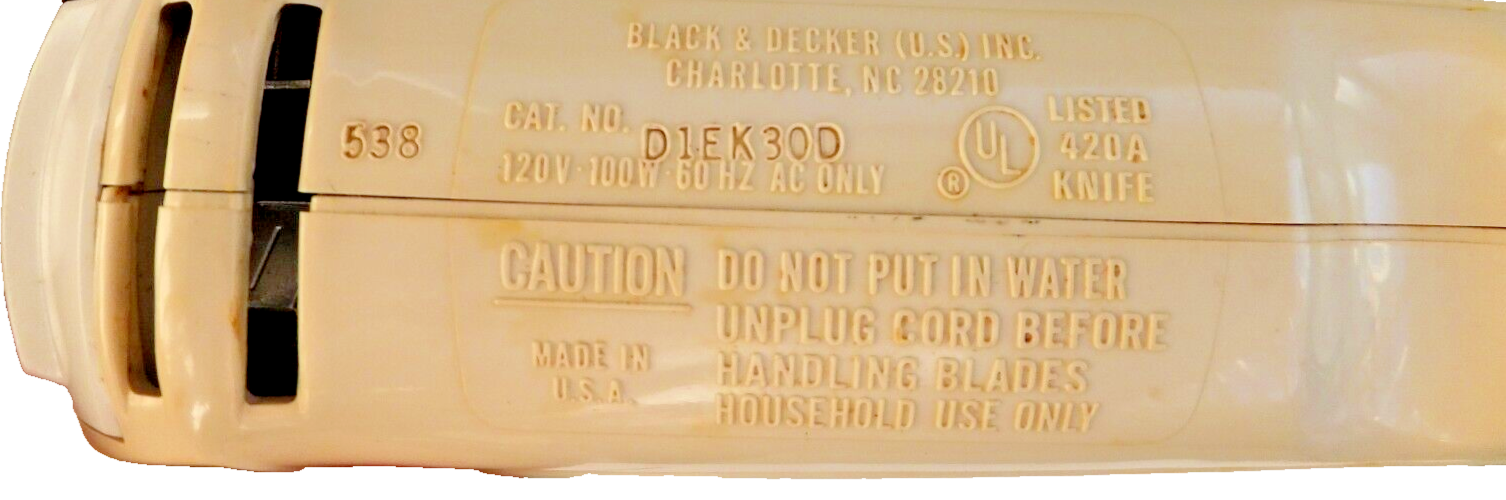 BLACK & DECKER (U.S.) INC.
CHARLOTTE, NC 28210
CAT. NO. D1EK30D
120V·100W·60 HZ AC ONLY
538
UL
®
LISTED
420A
KNIFE
CAUTION
DO NOT PUT IN WATER
UNPLUG CORD BEFORE
HANDLING BLADES
HOUSEHOLD USE ONLY
MADE IN
U.S.A.